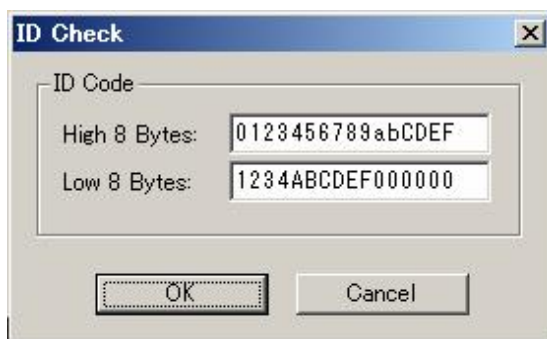 ID Check
ID Code
High 8 Bytes: 0123456789abCDEF
Low 8 Bytes: 1234ABCDEF000000
OK Cancel